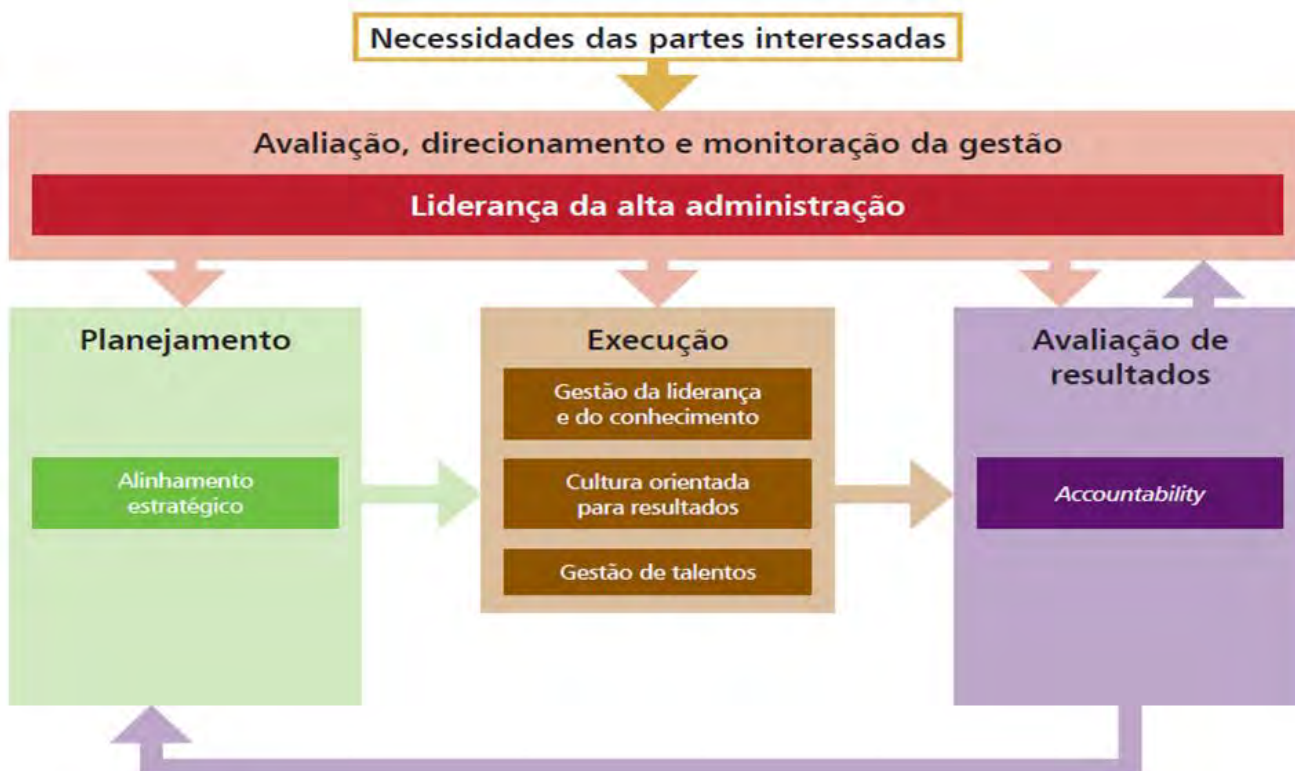 Necessidades das partes interessadas
Avaliação, direcionamento e monitoração da gestão
Liderança da alta administração
Planejamento
Alinhamento
estratégico
Execução
Gestão da liderança
e do conhecimento
Cultura orientada
para resultados
Gestão de talentos
Avaliação de
resultados
Accountability